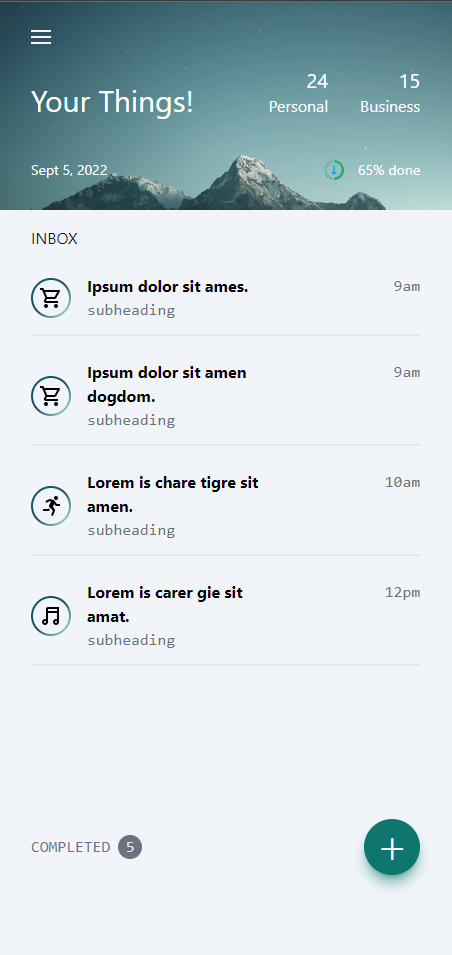 24 15
Your Things! Personal Business
Sept 5, 2022 65% done
INBOX
Ipsum dolor sit ames. 9am
subheading
Ipsum dolor sit amen 9am
dogdom.
subheading
Lorem is chare tigre sit 10am
amen.
subheading
Lorem is carer gie sit 12pm
amat.
subheading
COMPLETED 5